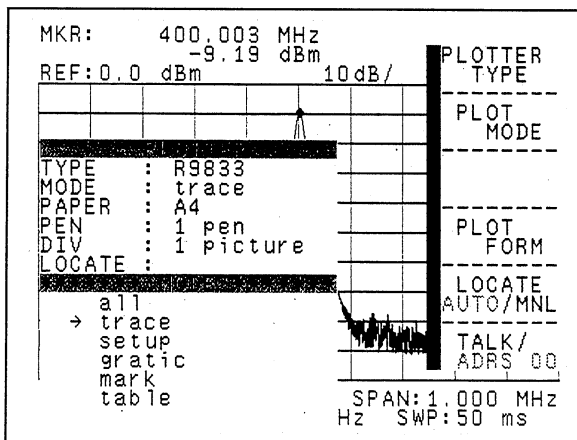 MKR: 400.003 MHz
-9.19 dBm
REF:0.0 dBm 10dB/
TYPE : R9833
MODE : trace
PAPER : A4
PEN : 1 pen
DIV : 1 picture
LOCATE :
all
→ trace
setup
gratic
mark
table
PLOTTER
TYPE
PLOT
MODE
PLOT
FORM
LOCATE
AUTO/MNL
TALK/
ADRS 00
SPAN:1.000 MHz
Hz SWP:50 ms